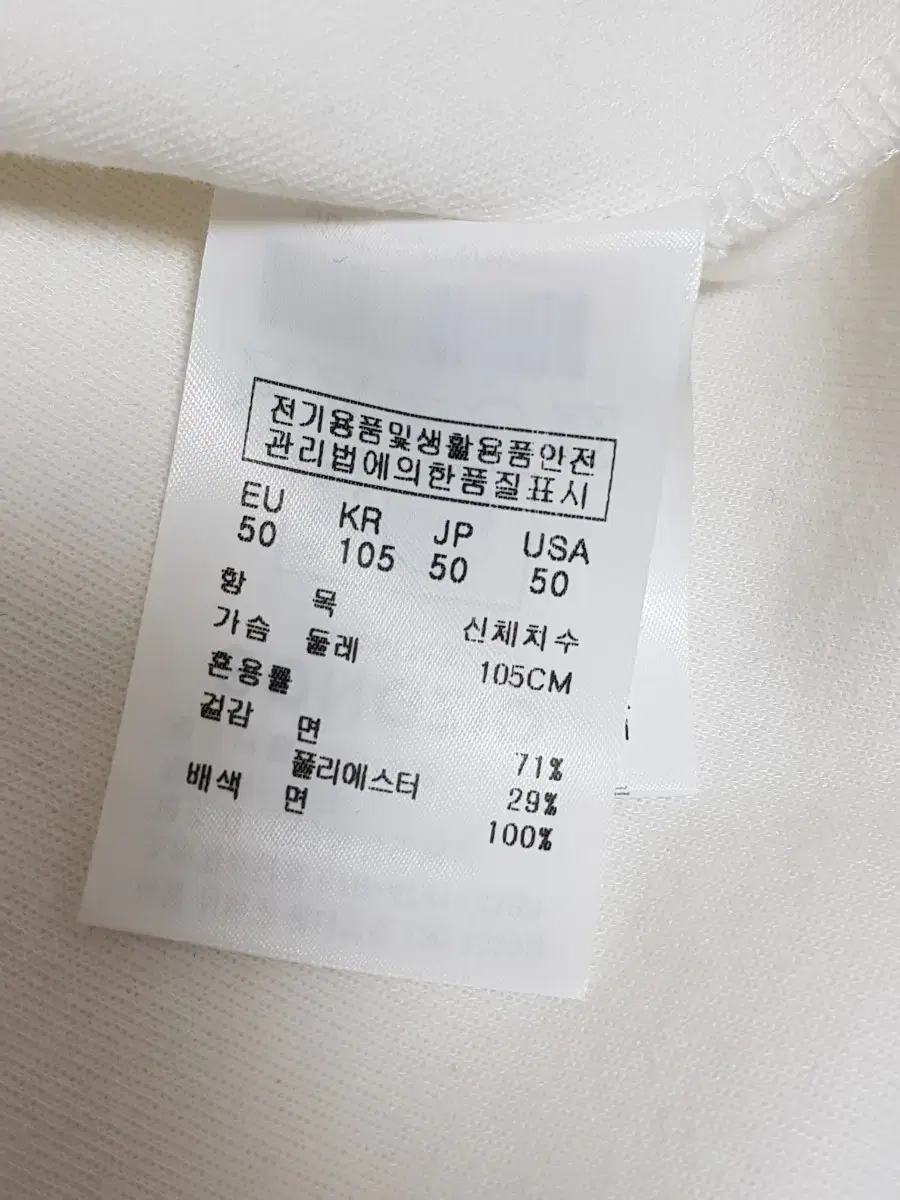 전기용품및생활용품안전
관리법에의한품질표시
EU KR JP USA
50 105 50 50
항 목 신체치수
가슴 둘레 105CM
혼용률
겉감 면 71%
폴리에스터 29%
배색 면 100%